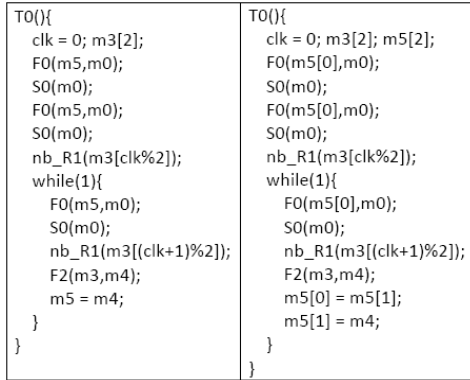 T0(){
clk = 0; m3[2];
F0(m5,m0);
S0(m0);
F0(m5,m0);
S0(m0);
nb_R1(m3[clk%2]);
while(1){
F0(m5,m0);
S0(m0);
nb_R1(m3[(clk+1)%2]);
F2(m3,m4);
m5 = m4;
}
}
T0(){
clk = 0; m3[2]; m5[2];
F0(m5[0],m0);
S0(m0);
F0(m5[0],m0);
S0(m0);
nb_R1(m3[clk%2]);
while(1){
F0(m5[0],m0);
S0(m0);
nb_R1(m3[(clk+1)%2]);
F2(m3,m4);
m5[0] = m5[1];
m5[1] = m4;
}
}